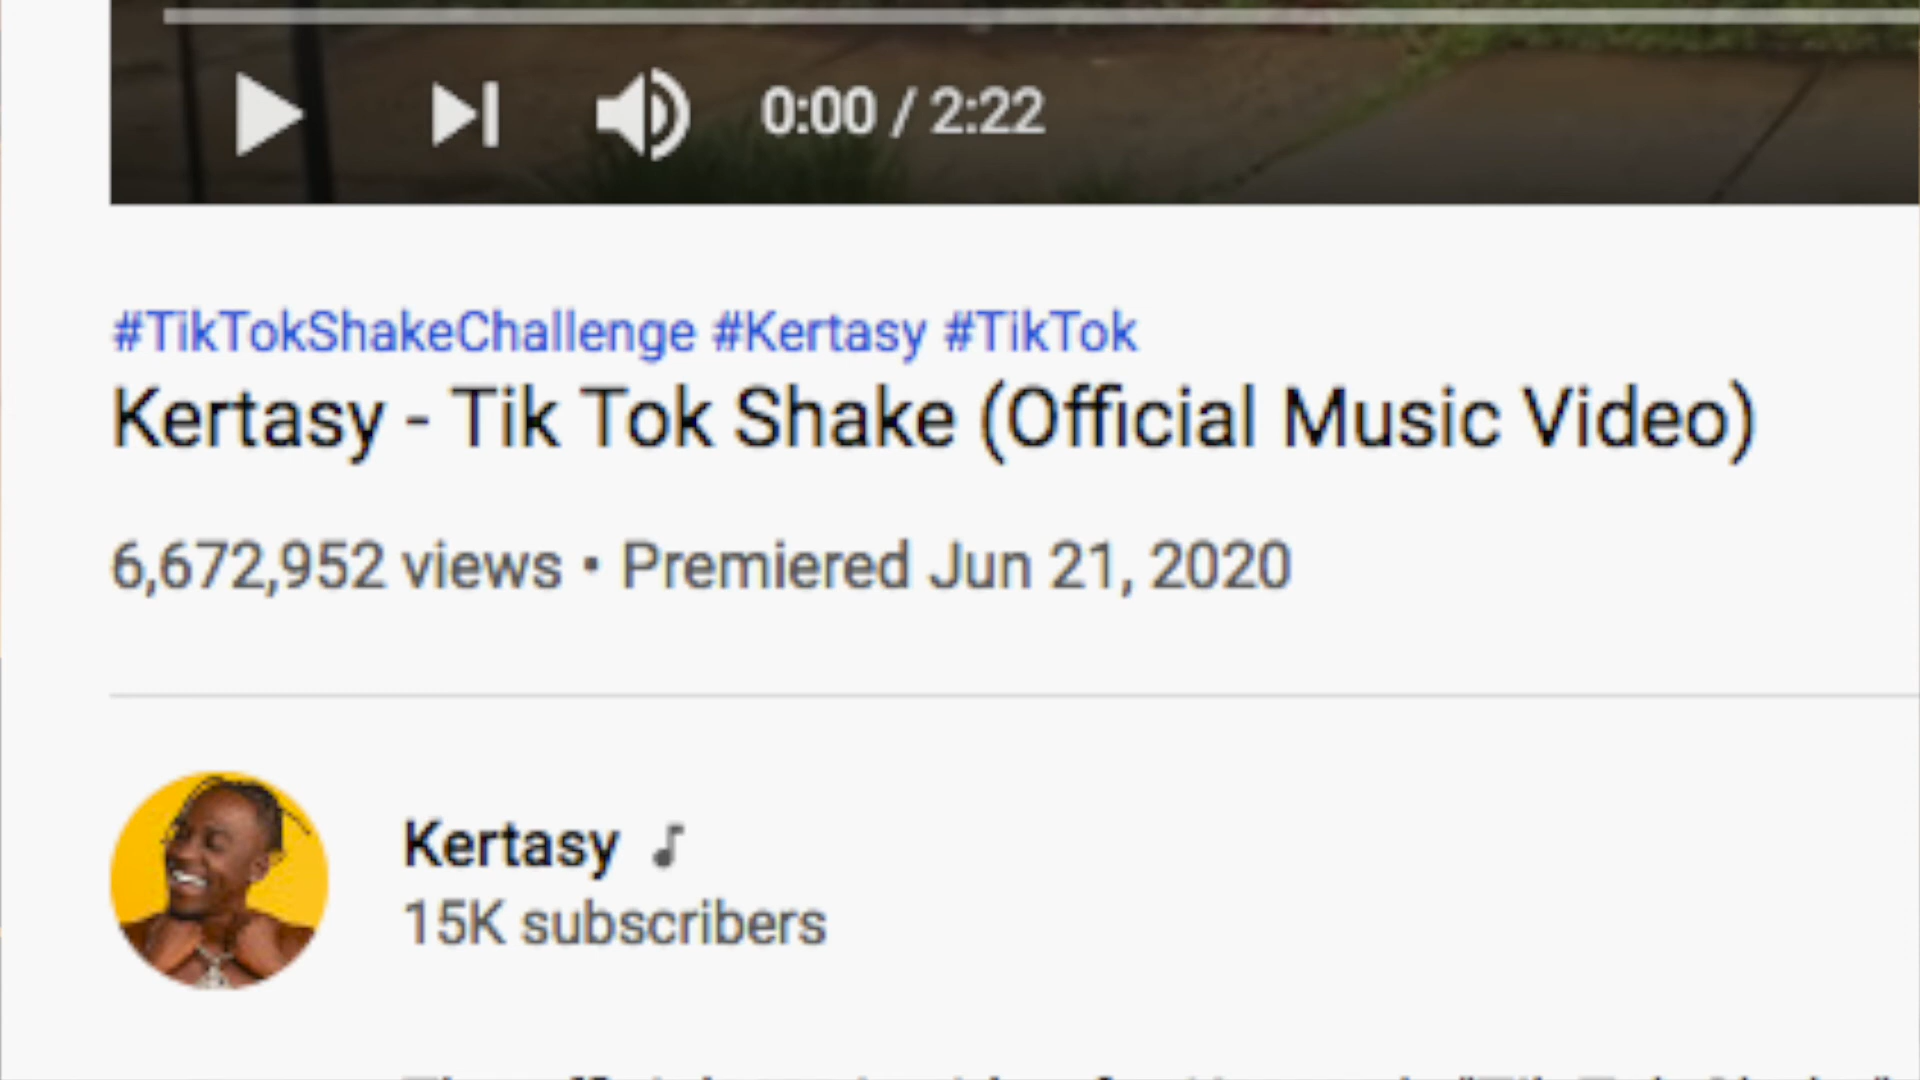 0:00 / 2:22
#TikTokShakeChallenge #Kertasy #TikTok
Kertasy - Tik Tok Shake (Official Music Video)
6,672,952 views • Premiered Jun 21, 2020
Kertasy
15K subscribers